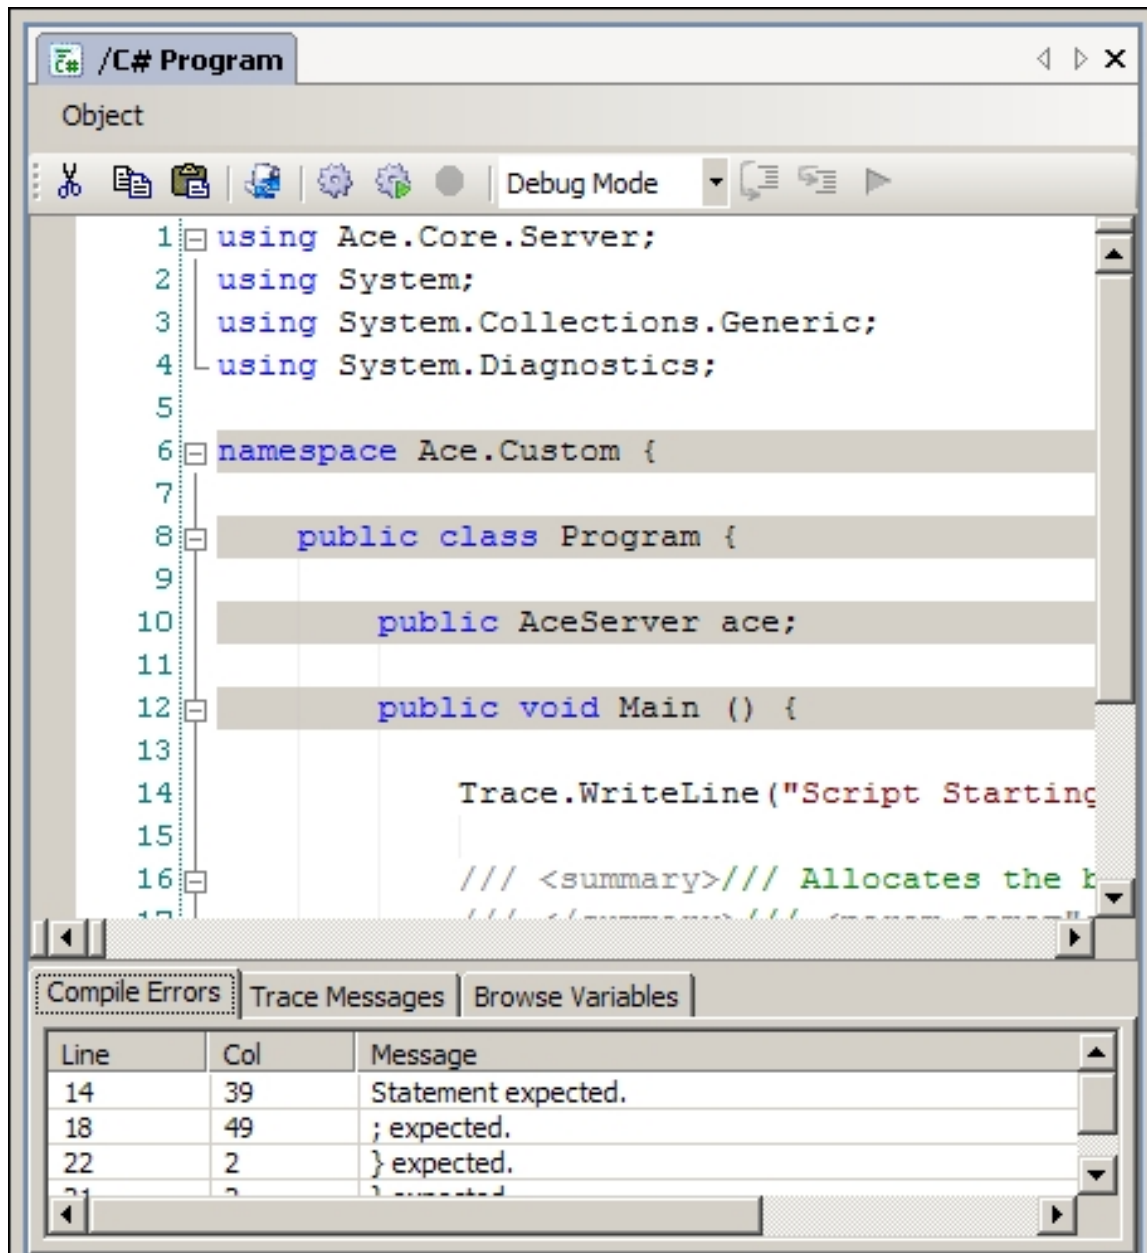 /C# Program
Object
Debug Mode
1 using Ace.Core.Server;
2 using System;
3 using System.Collections.Generic;
4 using System.Diagnostics;
5
6 namespace Ace.Custom {
7
8 public class Program {
9
10 public AceServer ace;
11
12 public void Main () {
13
14 Trace.WriteLine("Script Starting
15
16 /// <summary>/// Allocates the
Compile Errors Trace Messages Browse Variables
Line Col Message
14 39 Statement expected.
18 49 ; expected.
22 2 } expected.